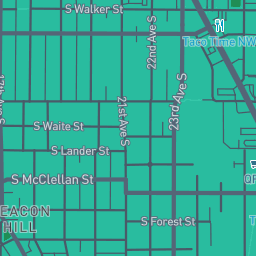 S Walker St
22nd Ave S
Taco Time NW
23rd Ave S
21st Ave S
S Waite St
S Lander St
S McClellan St
EACON
HILL
S Forest St